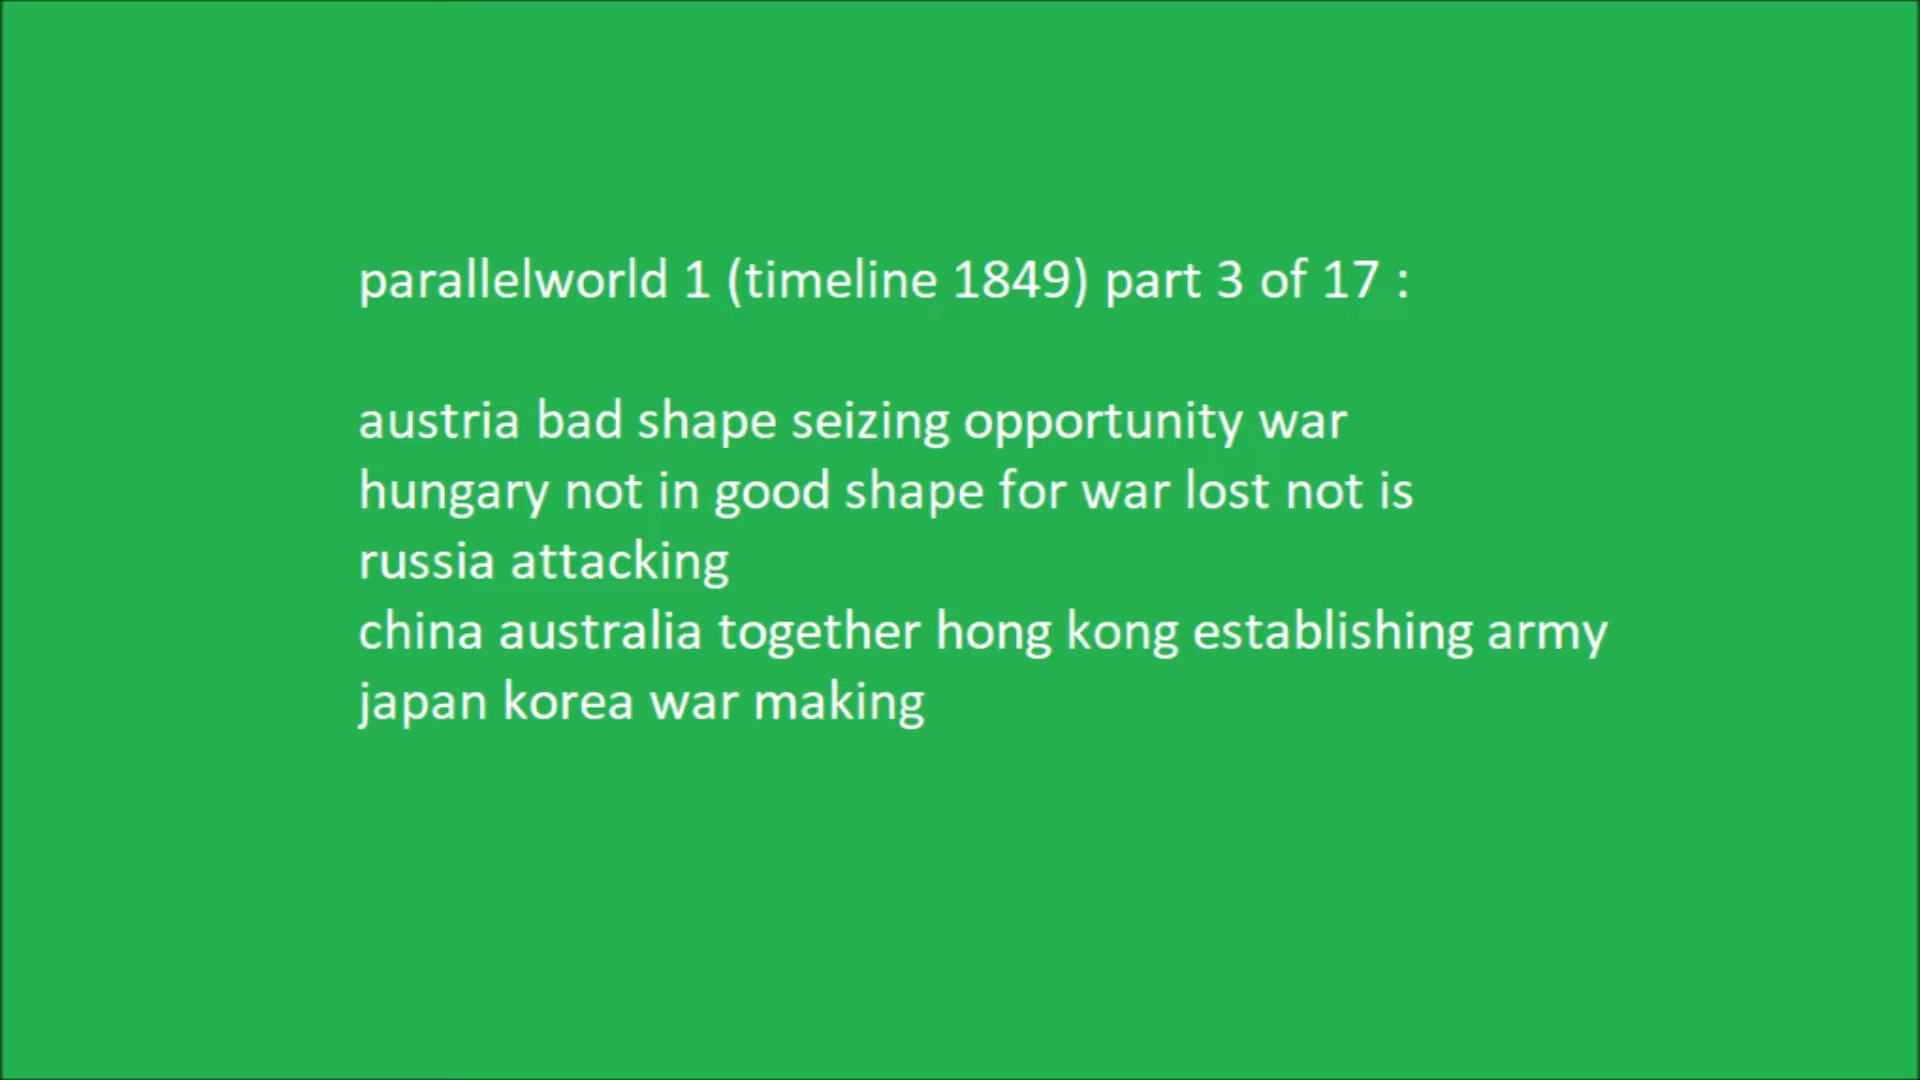 parallelworld 1 (timeline 1849) part 3 of 17 :
austria bad shape seizing opportunity war
hungary not in good shape for war lost not is
russia attacking
china australia together hong kong establishing army
japan korea war making